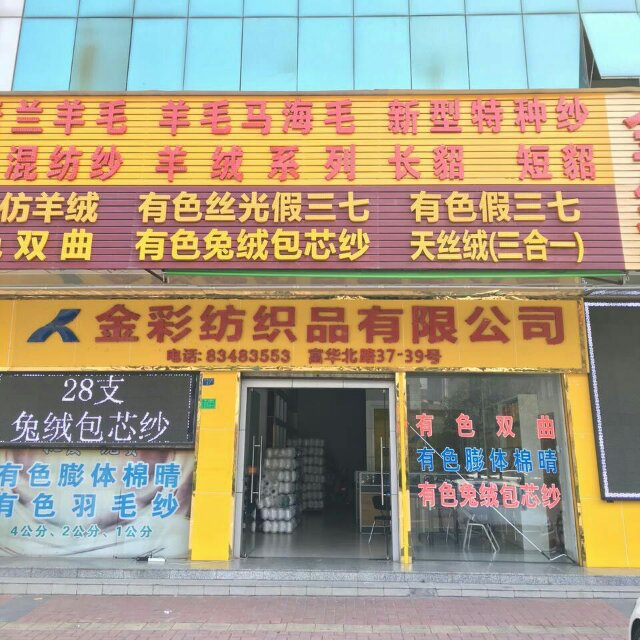 兰羊毛 羊毛马海毛 新型特种纱
混纺纱 羊绒系列 长貂 短貂
仿羊绒 有色丝光假三七 有色假三七
双曲 有色兔绒包芯纱 天丝绒(三合一)
金彩纺织品有限公司
电话:83483553 富华北路37-39号
28支
兔绒包芯纱
有色膨体棉晴
有色羽毛纱
4公分、2公分、1公分
有色双曲
有色膨体棉晴
有色兔绒包芯纱